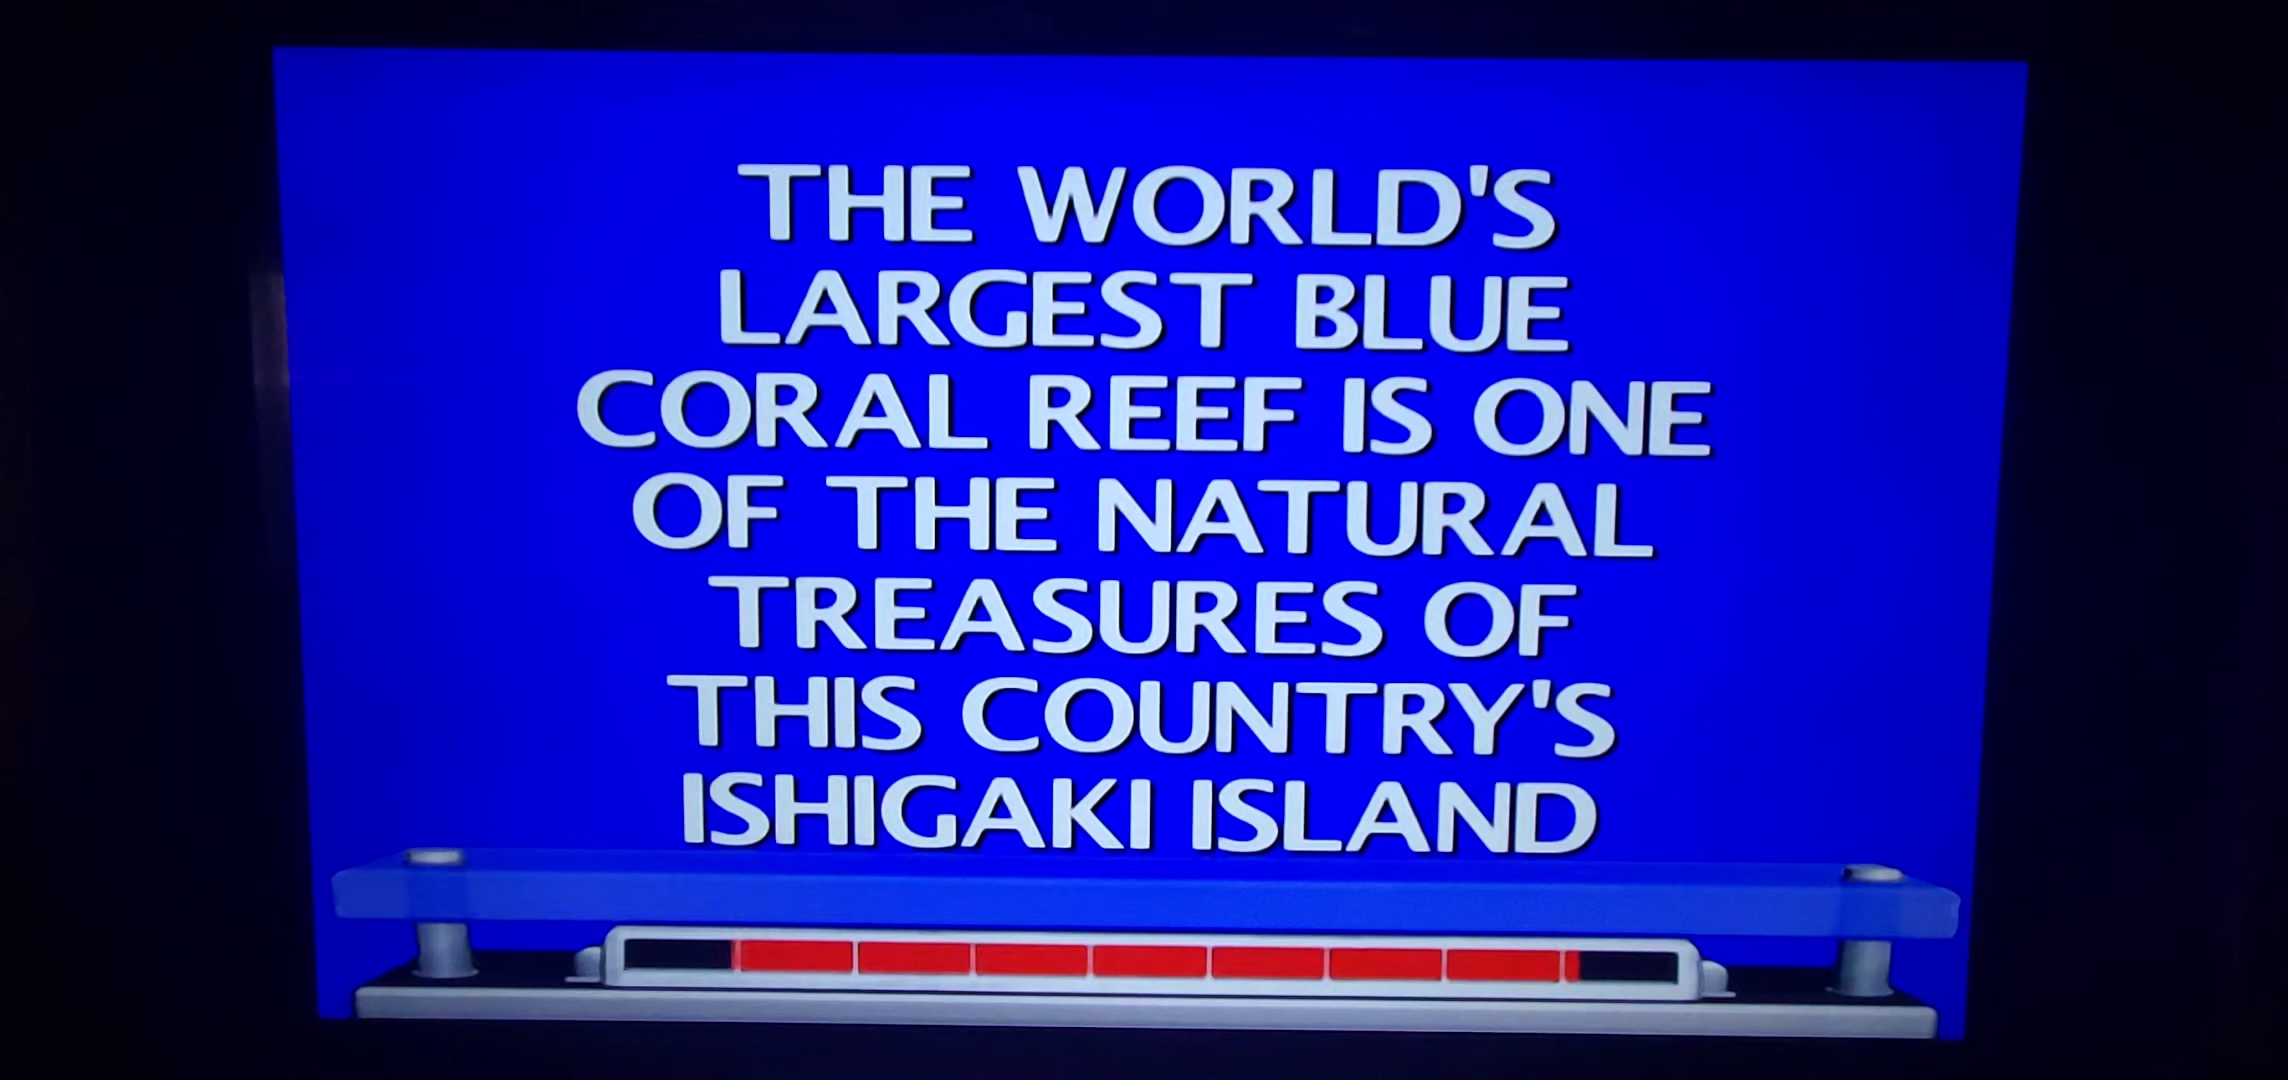 THE WORLD'S
LARGEST BLUE
CORAL REEF IS ONE
OF THE NATURAL
TREASURES OF
THIS COUNTRY'S
ISHIGAKI ISLAND